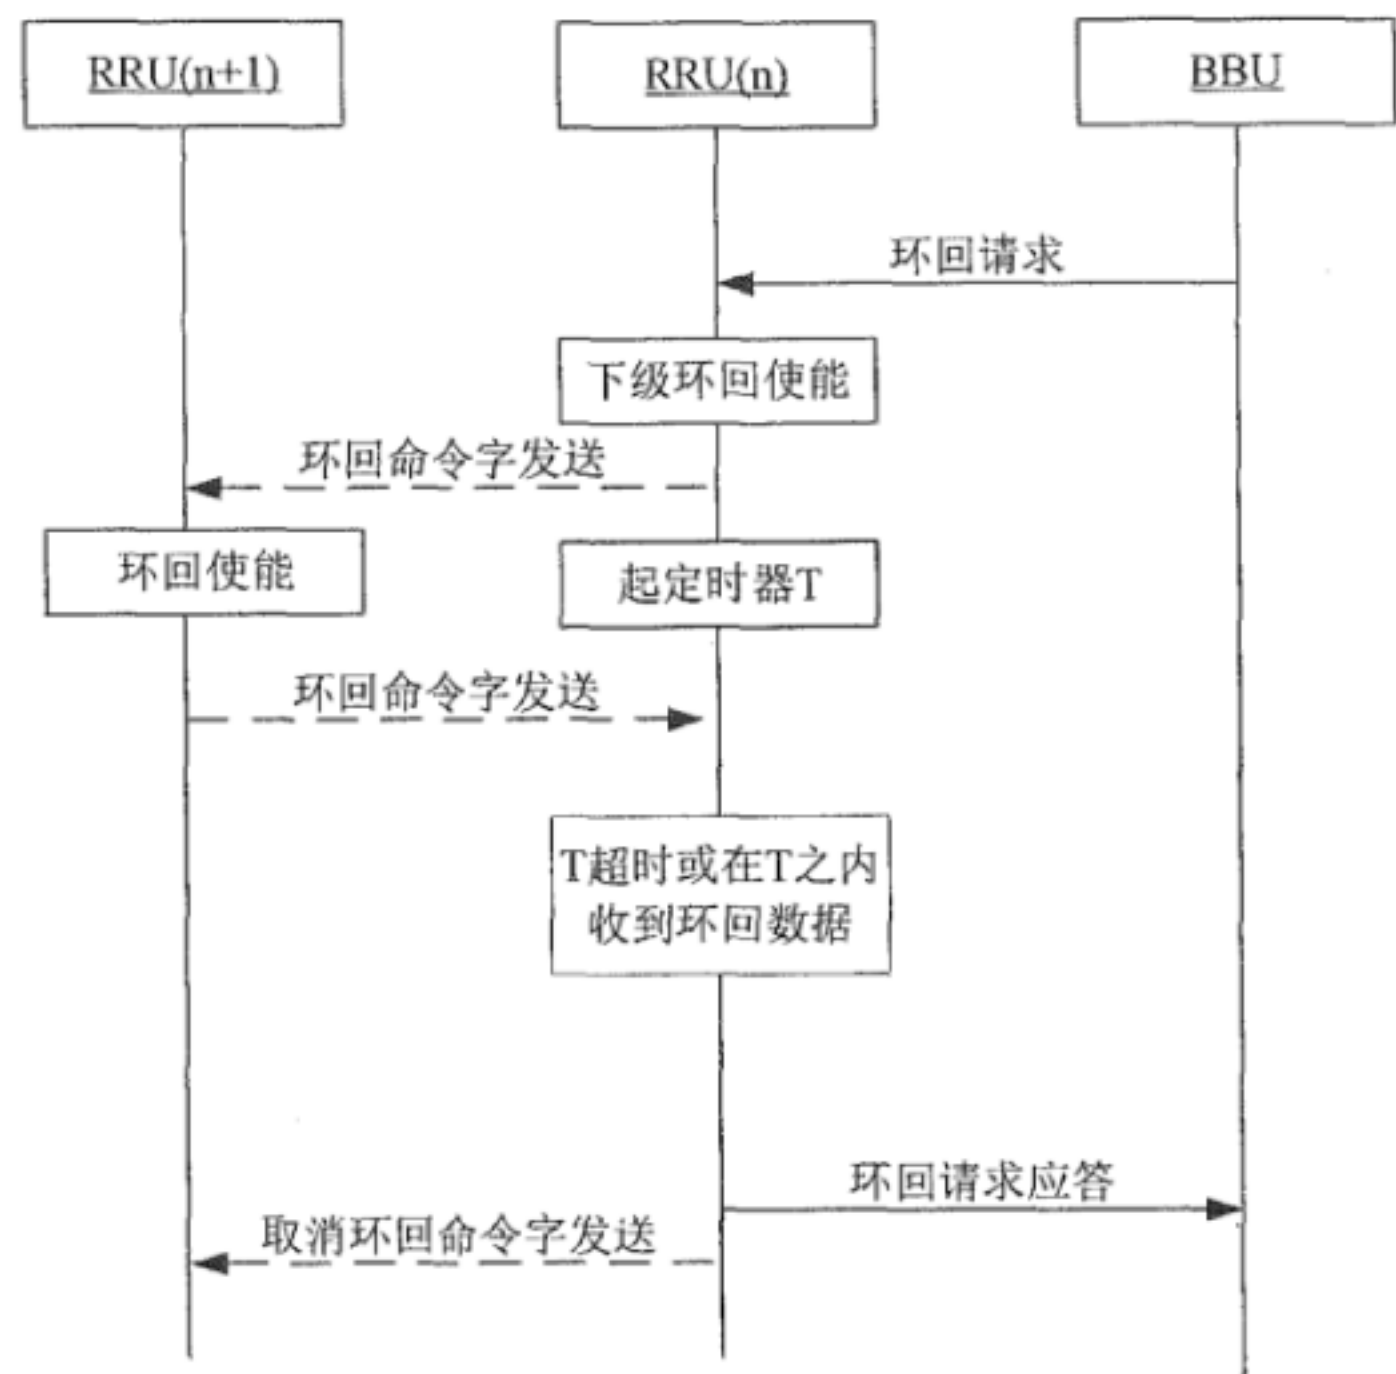 RRU(n+1)
RRU(n)
BBU
环回请求
下级环回使能
环回命令字发送
环回使能
起定时器T
环回命令字发送
T超时或在T之内
收到环回数据
环回请求应答
取消环回命令字发送